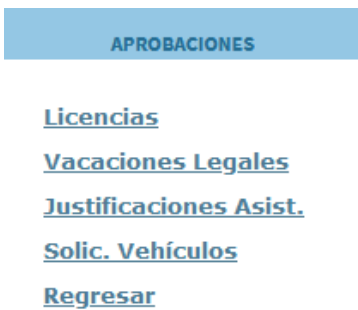 APROBACIONES
Licencias
Vacaciones Legales
Justificaciones Asist.
Solic. Vehículos
Regresar